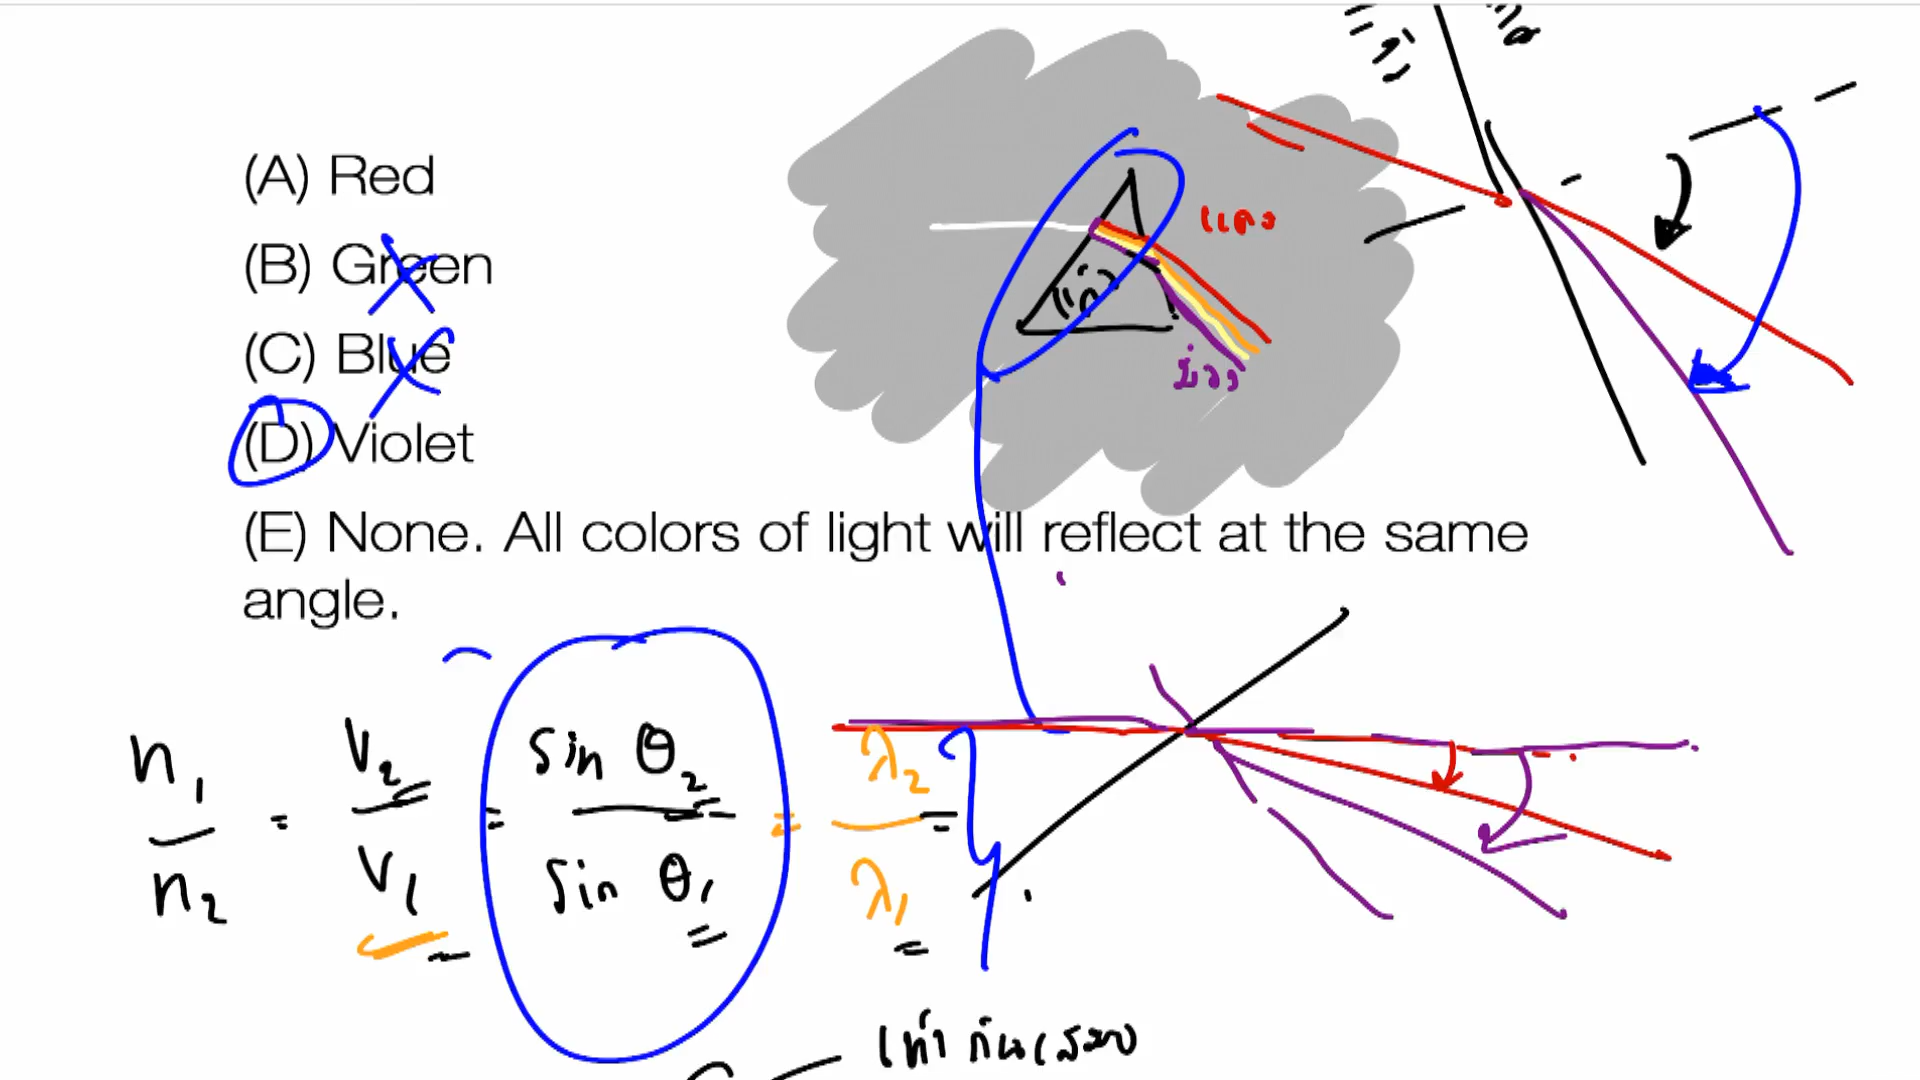 (A) Red
(B) Green
(C) Blue
(D) Violet
(E) None. All colors of light will reflect at the same
angle.
แดง
ม่วง
n₁/n₂ = v₂/v₁ = sin θ₂/sin θ₁ = λ₂/λ₁ =
เท่ากันเสมอ